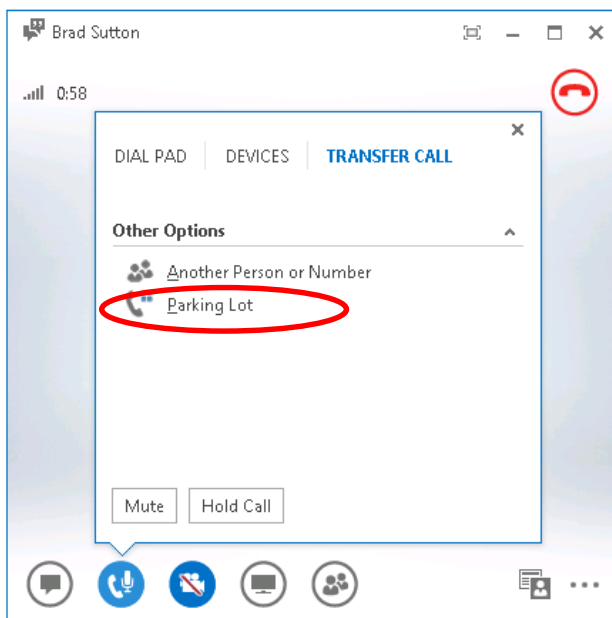 Brad Sutton
0:58
DIAL PAD DEVICES TRANSFER CALL
Other Options
Another Person or Number
Parking Lot
Mute Hold Call